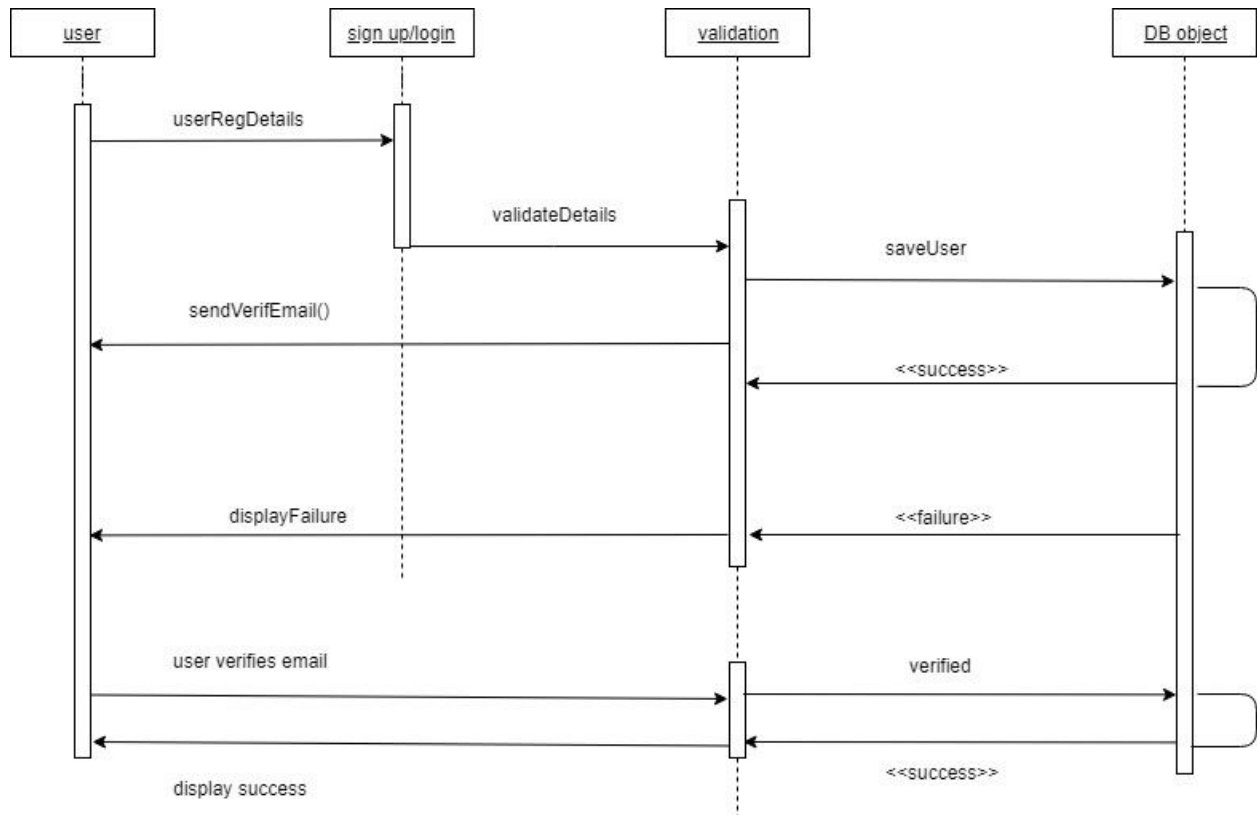 user
sign up/login
validation
DB object
userRegDetails
validateDetails
saveUser
sendVerifEmail()
<<success>>
displayFailure
<<failure>>
user verifies email
verified
<<success>>
display success